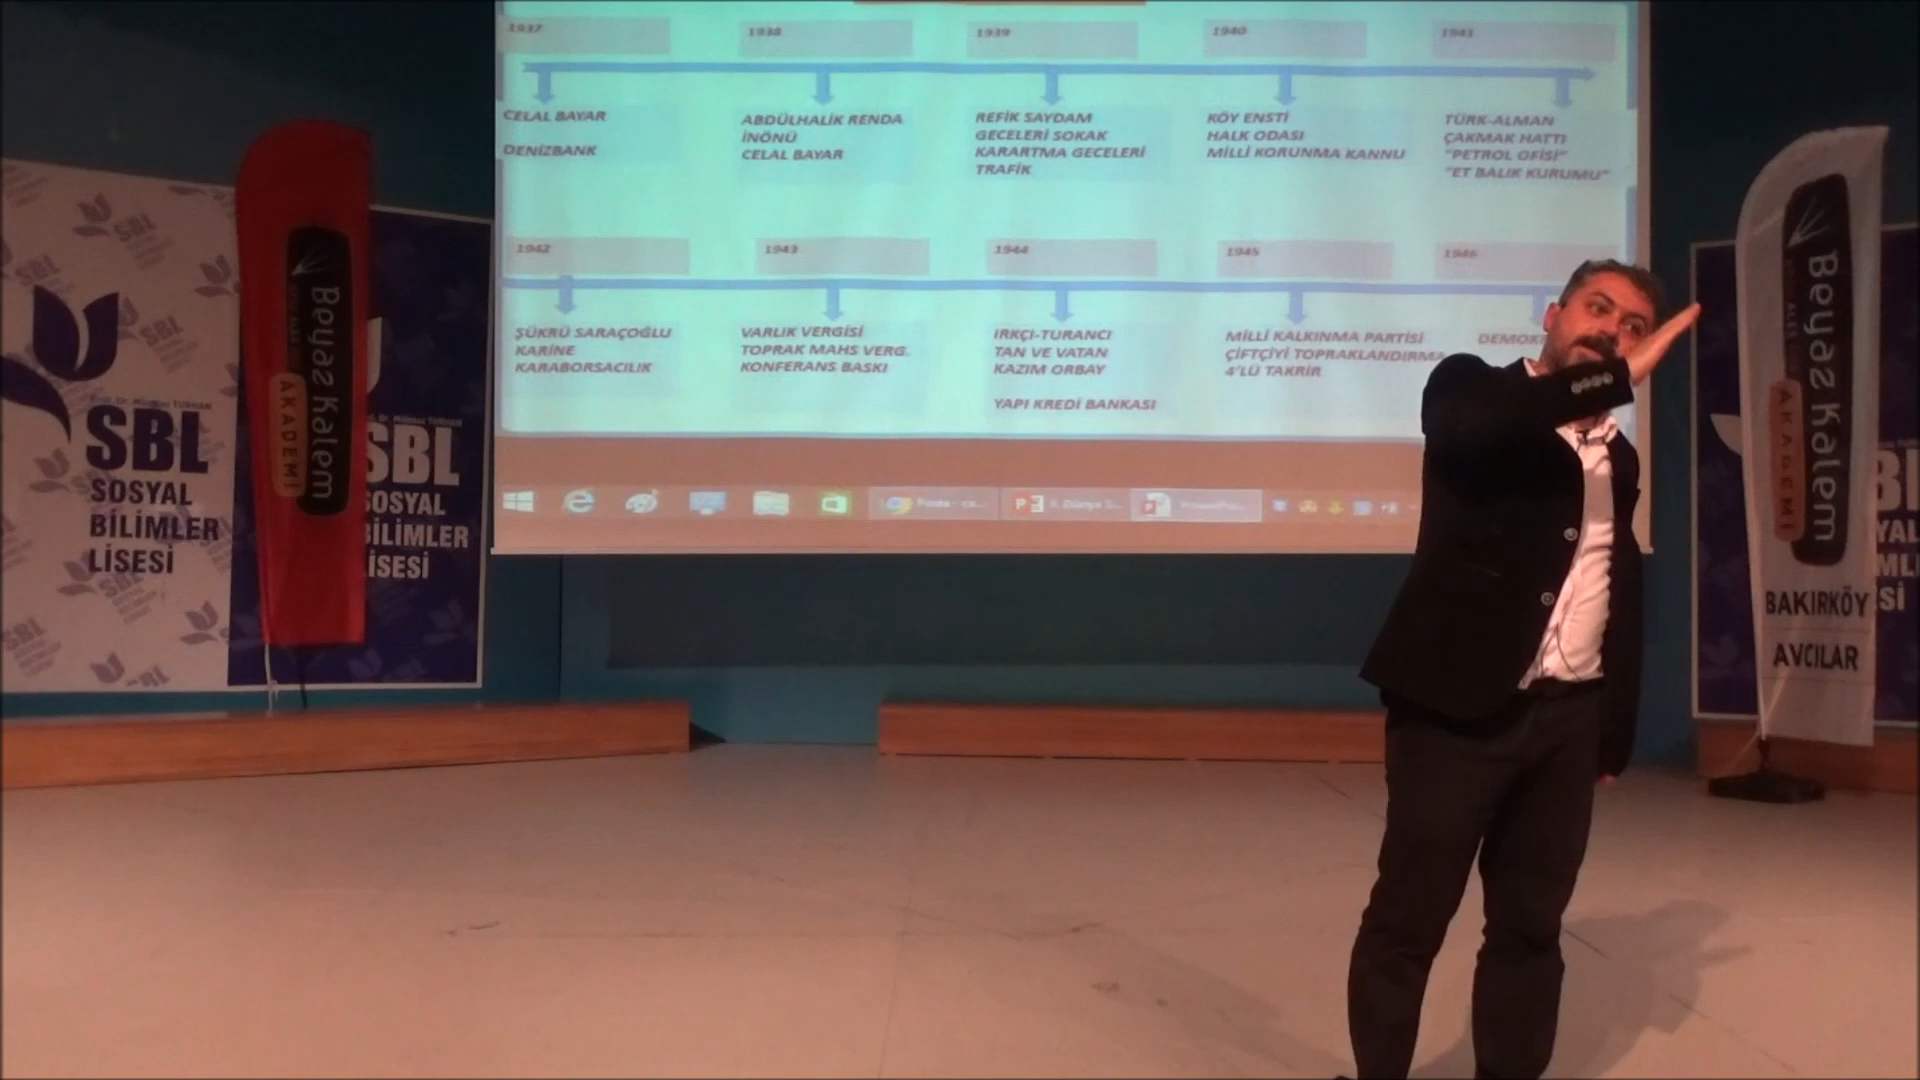 1937
1938
1939
1940
1941
CELAL BAYAR
DENİZBANK
ABDÜLHALİK RENDA
İNÖNÜ
CELAL BAYAR
REFİK SAYDAM
GECELERİ SOKAK
KARARTMA GECELERİ
TRAFİK
KÖY ENSTİ
HALK ODASI
MİLLİ KORUNMA KANNU
TÜRK-ALMAN
ÇAKMAK HATTI
"PETROL OFİSİ"
"ET BALIK KURUMU"
1942
1943
1944
1945
1946
ŞÜKRÜ SARAÇOĞLU
KARİNE
KARABORSACILIK
VARLIK VERGİSİ
TOPRAK MAHS VERG.
KONFERANS BASKI
IRKÇI-TURANCI
TAN VE VATAN
KAZIM ORBAY
YAPI KREDİ BANKASI
MİLLİ KALKINMA PARTİSİ
ÇİFTÇİYİ TOPRAKLANDIRMA
4'LÜ TAKRİR
DEMOK
SBL
SOSYAL
BİLİMLER
LİSESİ
Beyaz Kalem
AKADEMİ
SBL
SOSYAL
BİLİMLER
LİSESİ
Beyaz Kalem
AKADEMİ
BAKIRKÖY
AVCILAR